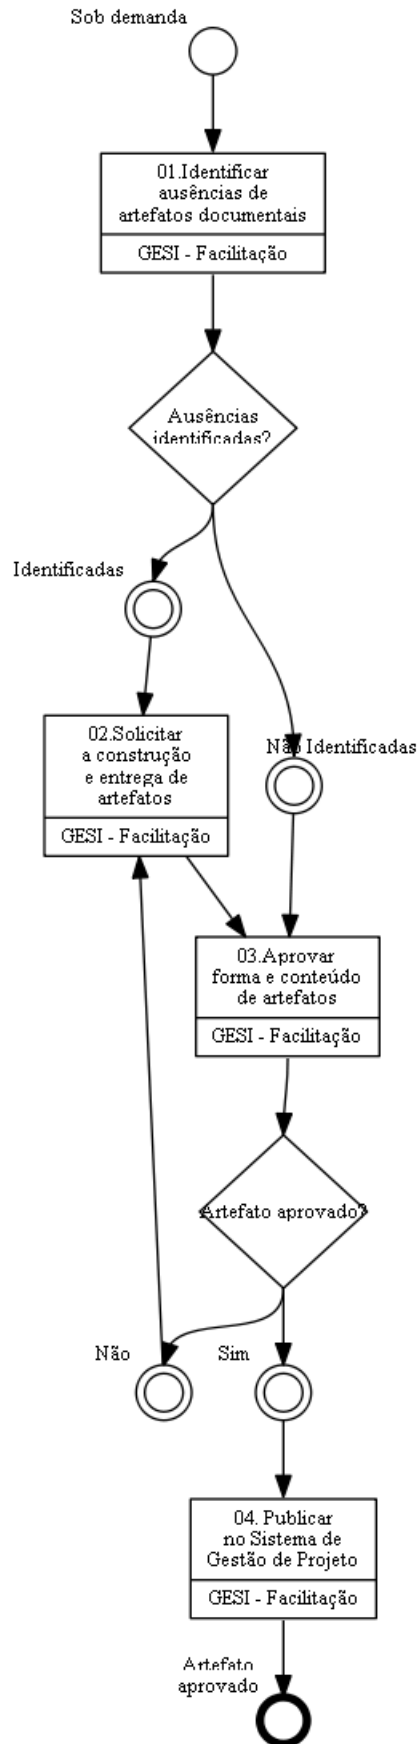 Sob demanda
01.Identificar
ausências de
artefatos documentais
GESI - Facilitação
Ausências
identificadas?
Identificadas
02.Solicitar
a construção
e entrega de
artefatos
GESI - Facilitação
Não Identificadas
03.Aprovar
forma e conteúdo
de artefatos
GESI - Facilitação
Artefato aprovado?
Não
Sim
04. Publicar
no Sistema de
Gestão de Projeto
GESI - Facilitação
Artefato
aprovado